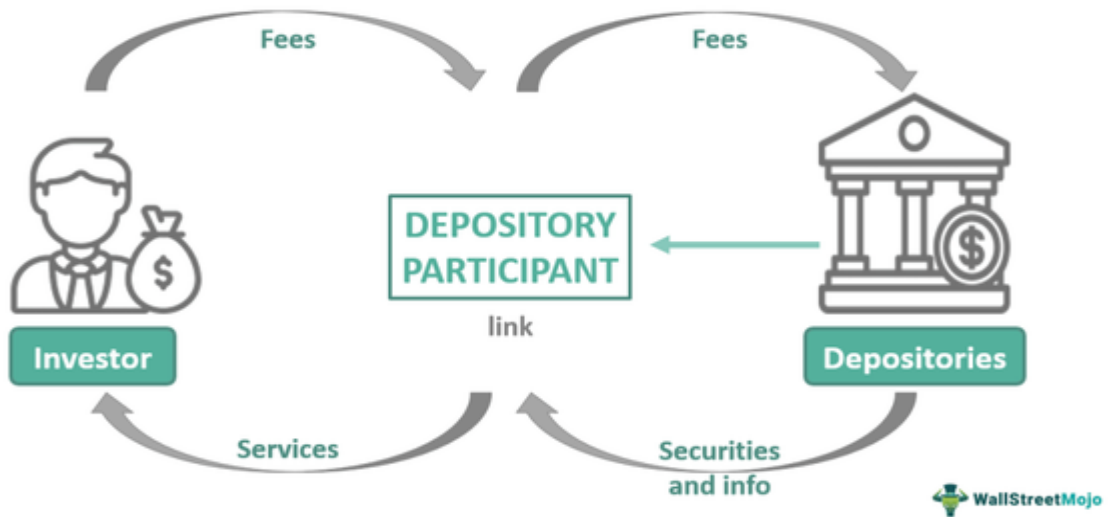 Fees
Fees
$
DEPOSITORY
PARTICIPANT
$
link
Investor
Depositories
Services
Securities
and info
WallStreetMojo